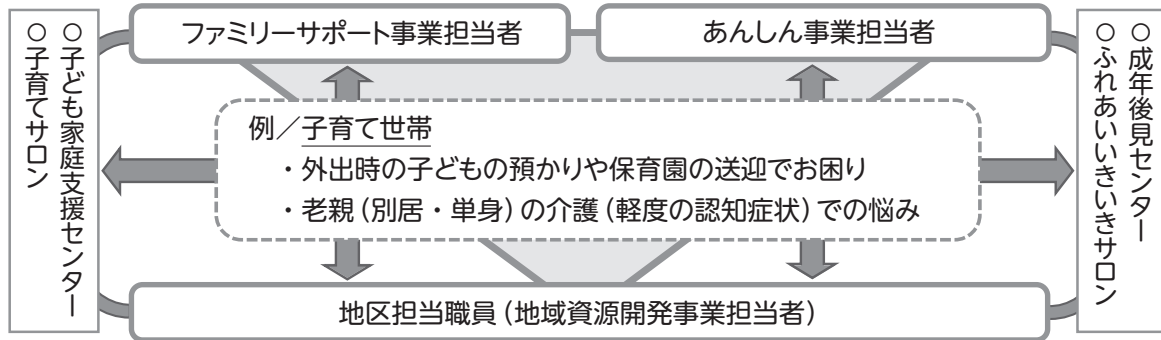 ○子ども家庭支援センター
○子育てサロン
ファミリーサポート事業担当者
あんしん事業担当者
例／子育て世帯
・外出時の子どもの預かりや保育園の送迎でお困り
・老親（別居・単身）の介護（軽度の認知症状）での悩み
地区担当職員（地域資源開発事業担当者）
○成年後見センター
○ふれあいいきいきサロン